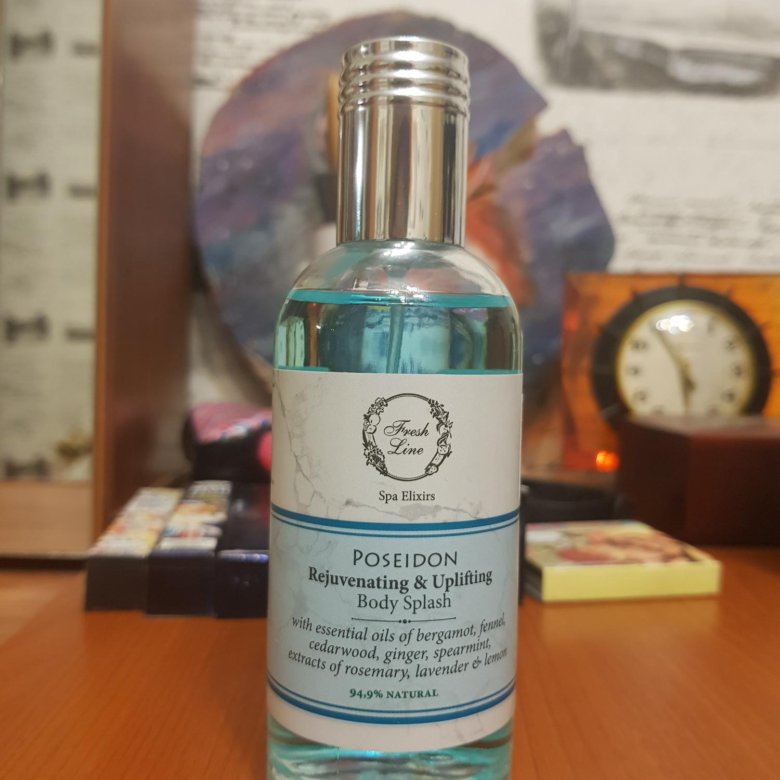 Fresh
Line
Spa Elixirs
POSEIDON
Rejuvenating & Uplifting
Body Splash
with essential oils of bergamot, fennel,
cedarwood, ginger, spearmint,
extracts of rosemary, lavender & lemon
94,9% NATURAL